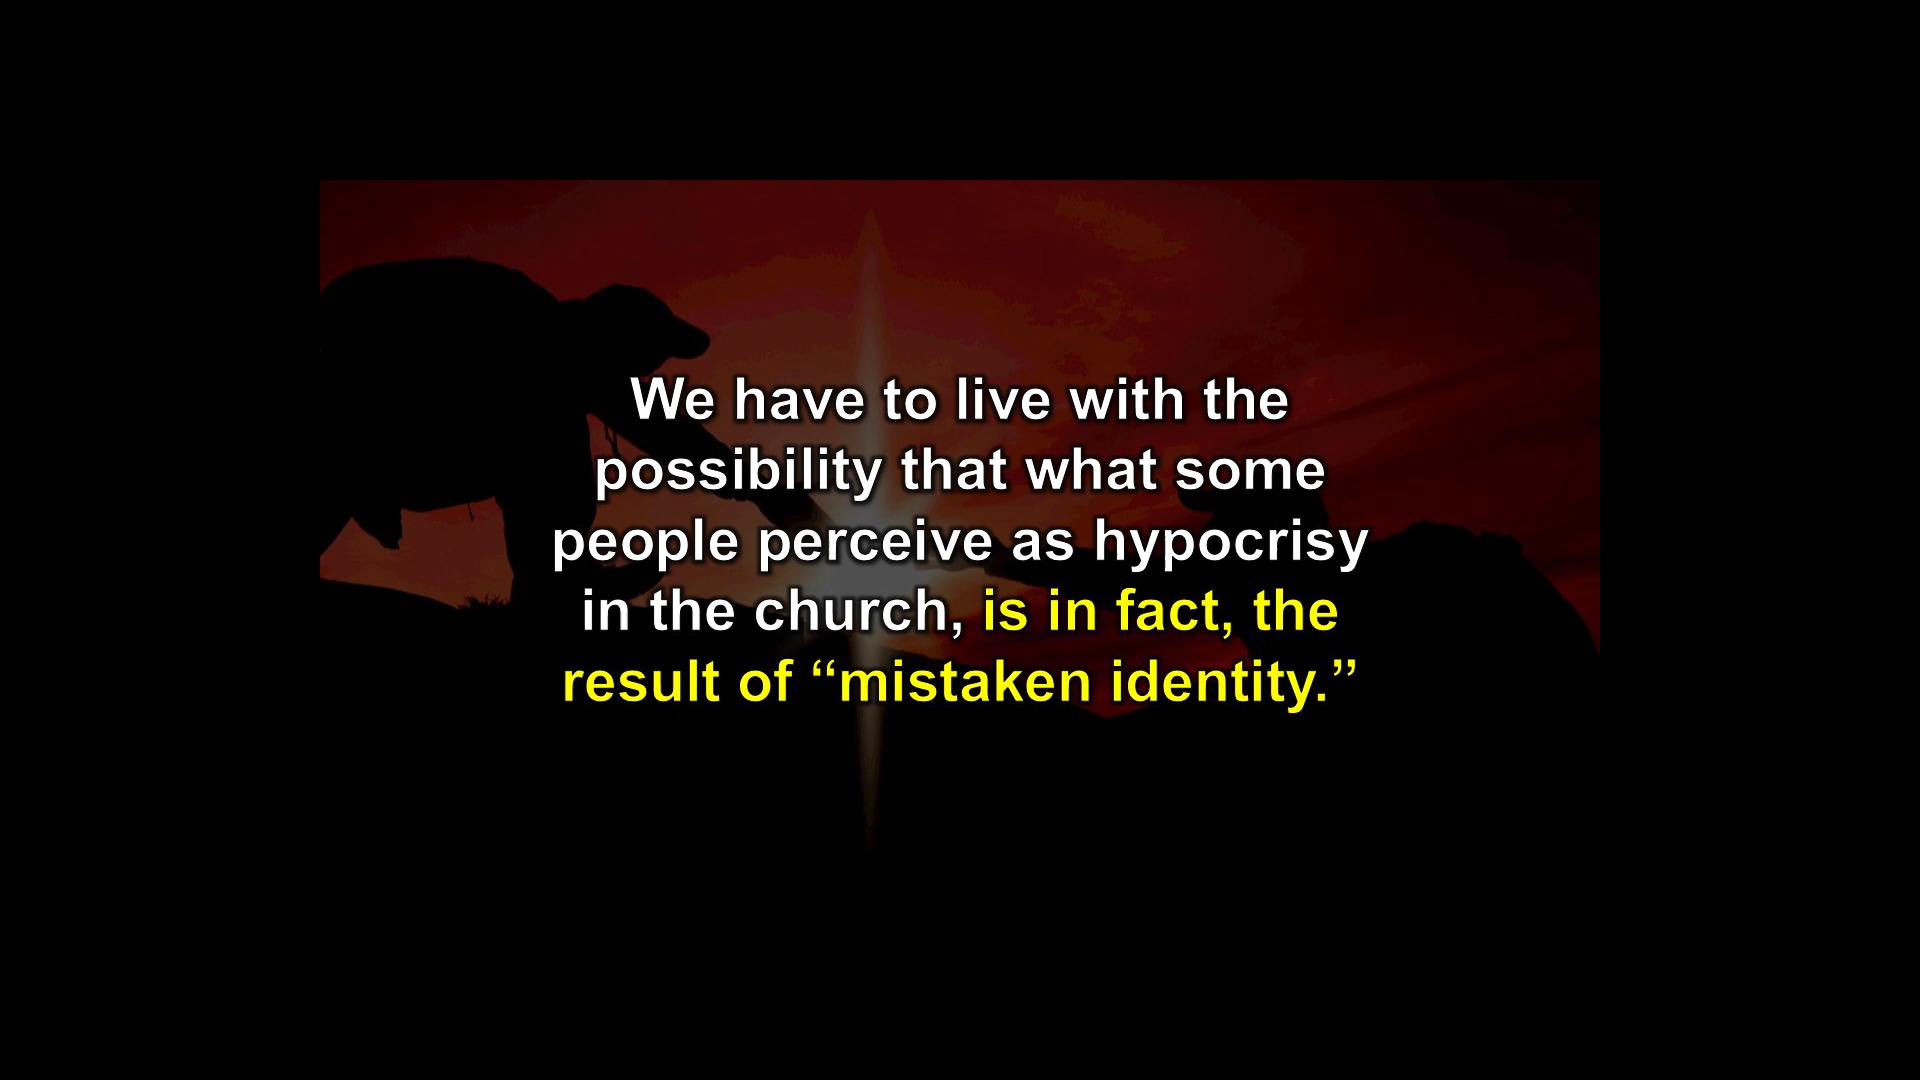 We have to live with the
possibility that what some
people perceive as hypocrisy
in the church, is in fact, the
result of “mistaken identity.”